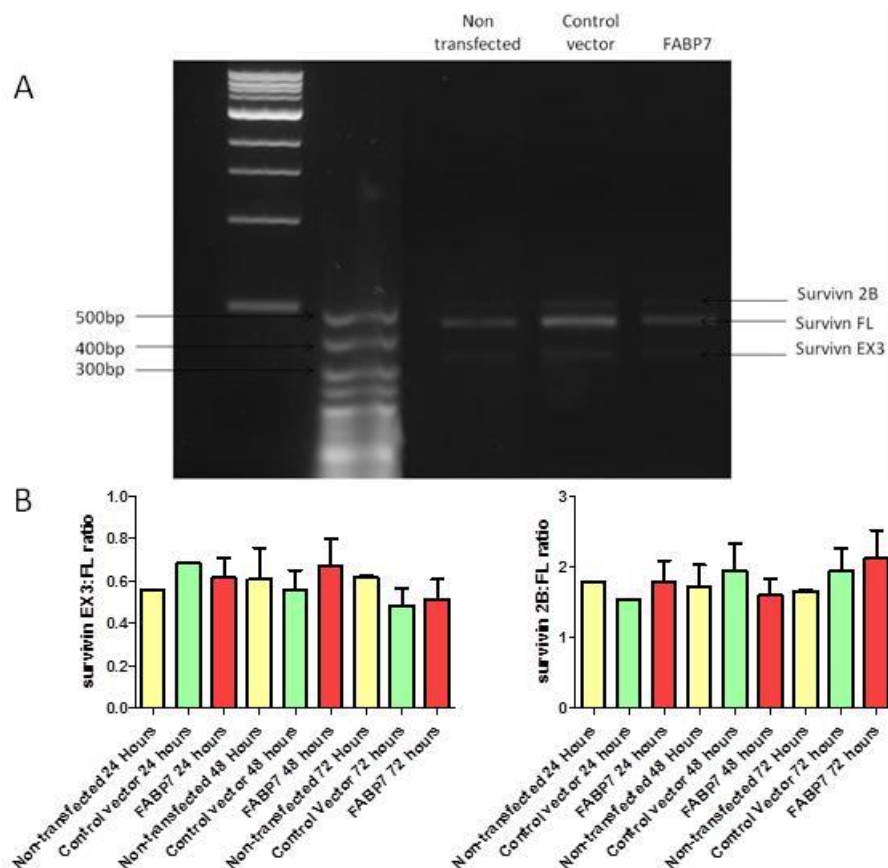 A
Non
transfected
Control
vector
FABP7
500bp
400bp
300bp
Survivn 2B
Survivn FL
Survivn EX3
B
survivin EX3:FL ratio
1.0
0.8
0.6
0.4
0.2
0.0
Non-transfected 24 Hours
Control vector 24 hours
FABP7 24 hours
Non-transfected 48 Hours
Control vector 48 hours
FABP7 48 hours
Non-transfected 72 Hours
Control Vector 72 hours
FABP7 72 hours
survivin 2B:FL ratio
3
2
1
0
Non-transfected 24 Hours
Control vector 24 hours
FABP7 24 hours
Non-transfected 48 Hours
Control vector 48 hours
FABP7 48 hours
Non-transfected 72 Hours
Control Vector 72 hours
FABP7 72 hours